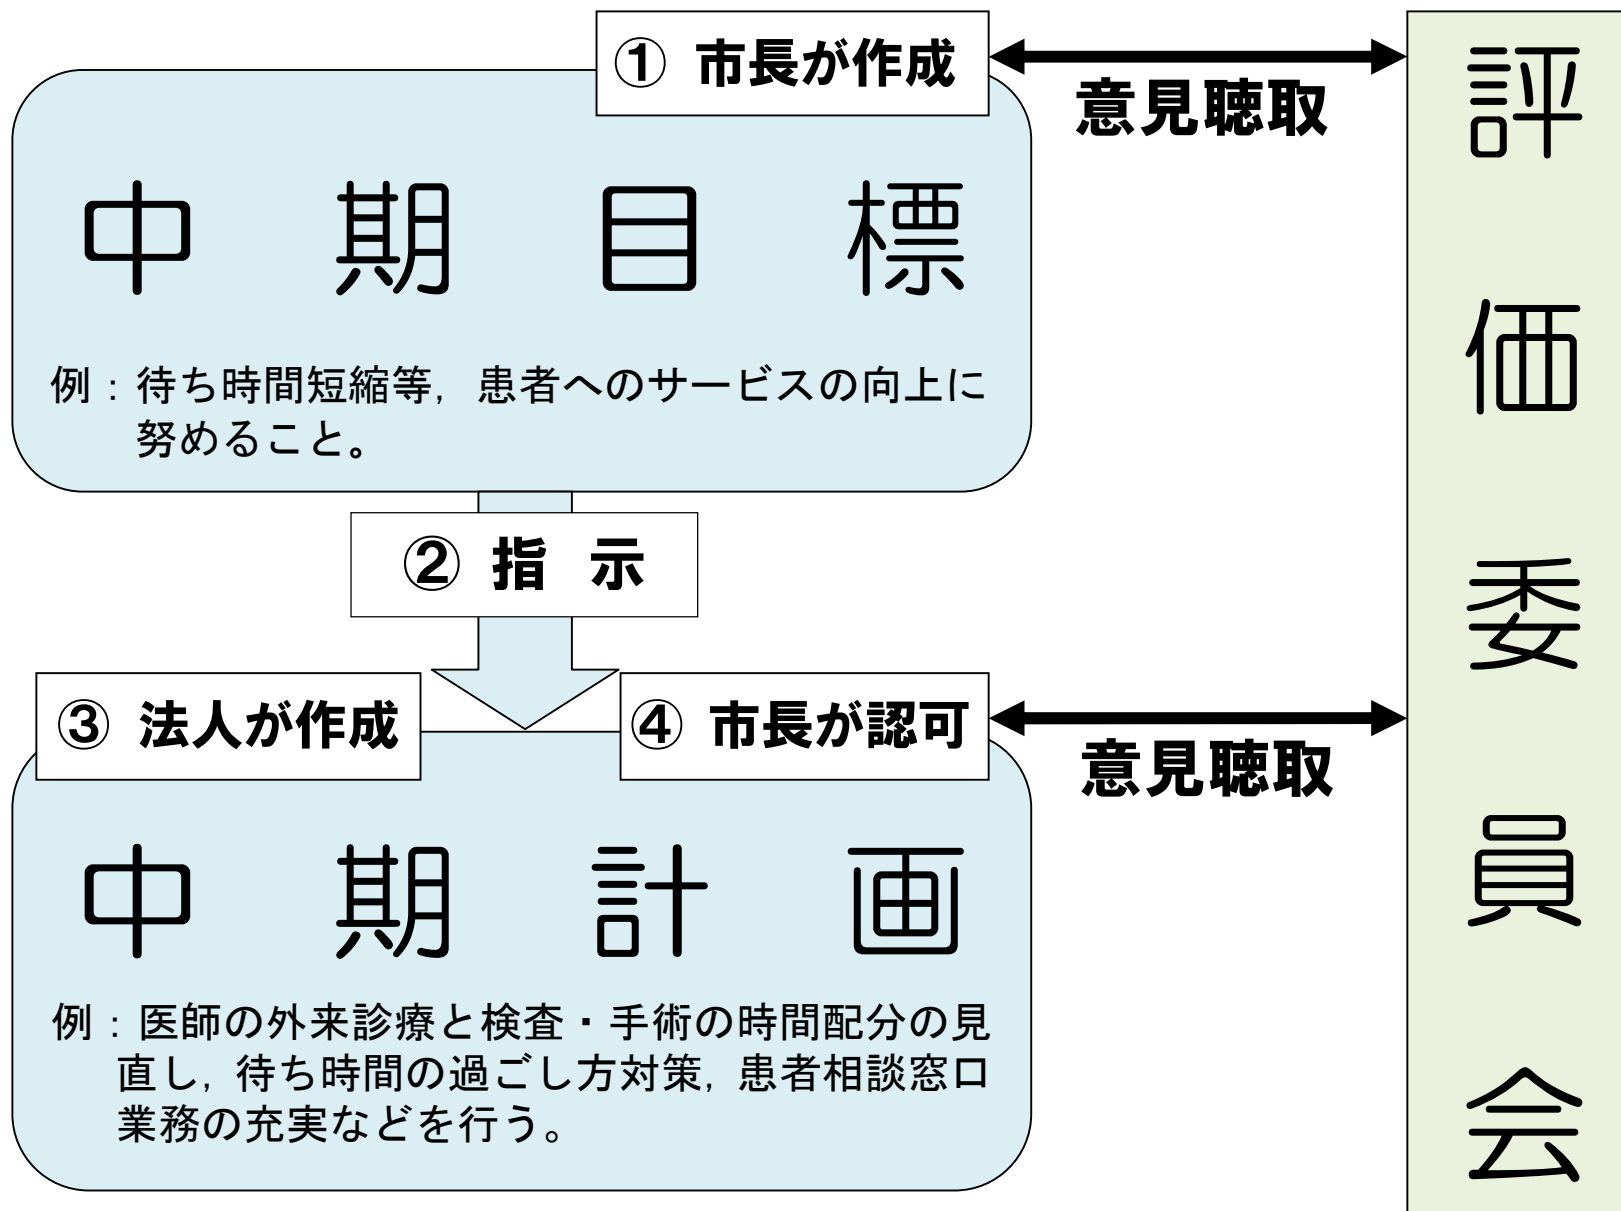 ① 市長が作成
意見聴取
中期目標
例：待ち時間短縮等，患者へのサービスの向上に
努めること。
② 指 示
③ 法人が作成
④ 市長が認可
意見聴取
中期計画
例：医師の外来診療と検査・手術の時間配分の見
直し，待ち時間の過ごし方対策，患者相談窓口
業務の充実などを行う。
評価委員会